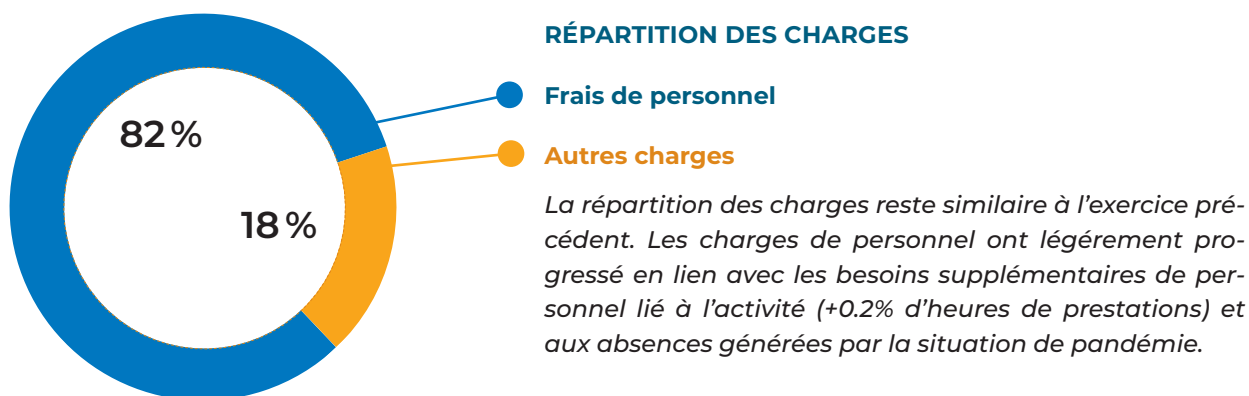 RÉPARTITION DES CHARGES
Frais de personnel
82 %
Autres charges
18 %
La répartition des charges reste similaire à l’exercice pré-
cédent. Les charges de personnel ont légérement pro-
gressé en lien avec les besoins supplémentaires de per-
sonnel lié à l’activité (+0.2% d’heures de prestations) et
aux absences générées par la situation de pandémie.